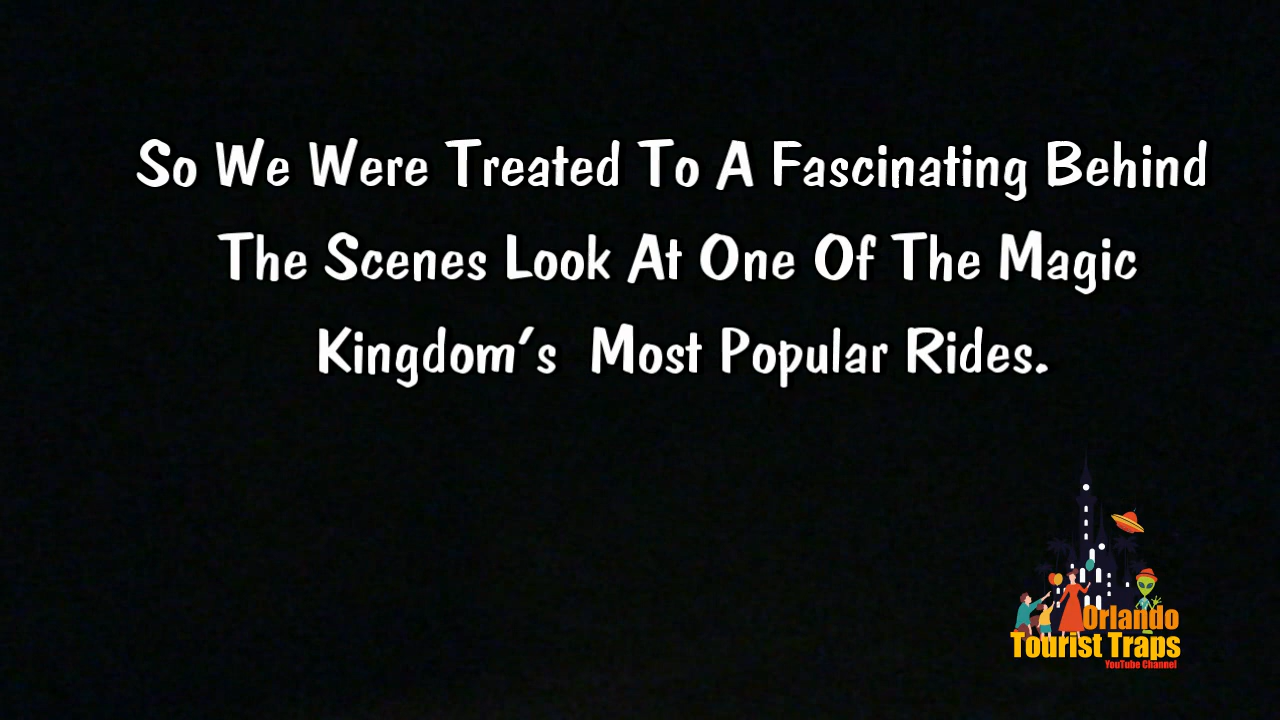 So We Were Treated To A Fascinating Behind
The Scenes Look At One Of The Magic
Kingdom's Most Popular Rides.
Orlando
Tourist Traps
YouTube Channel